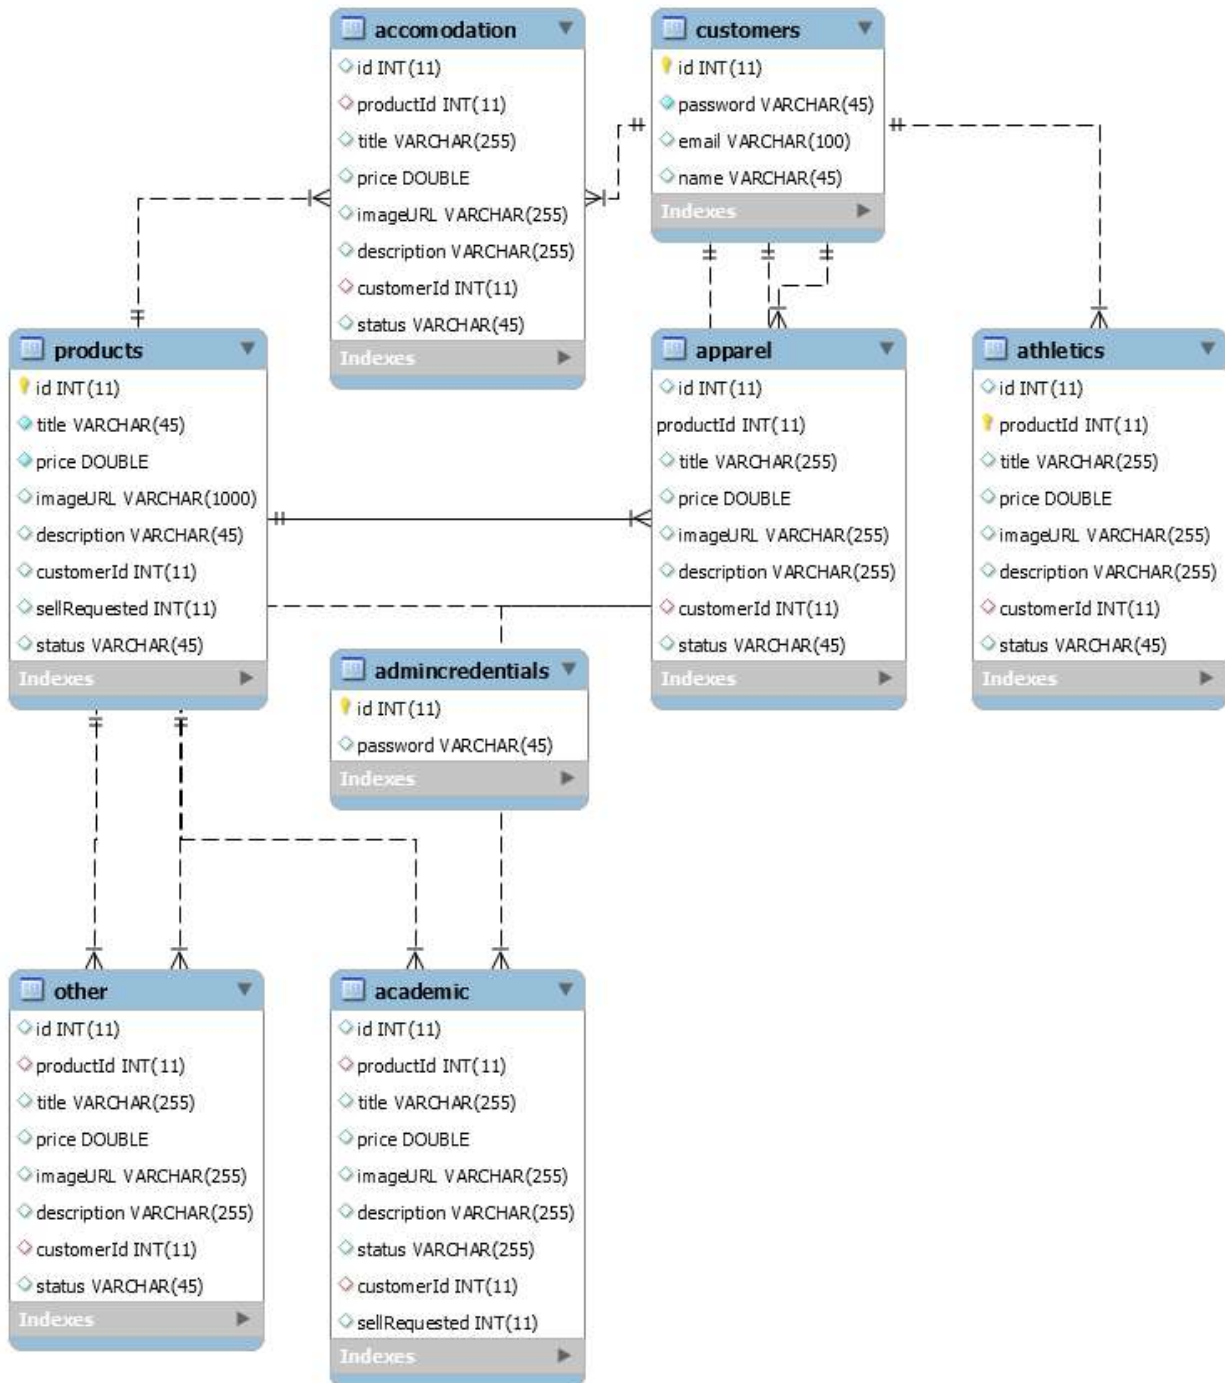 accomodation
id INT(11)
productId INT(11)
title VARCHAR(255)
price DOUBLE
imageURL VARCHAR(255)
description VARCHAR(255)
customerId INT(11)
status VARCHAR(45)
Indexes
customers
id INT(11)
password VARCHAR(45)
email VARCHAR(100)
name VARCHAR(45)
Indexes
products
id INT(11)
title VARCHAR(45)
price DOUBLE
imageURL VARCHAR(1000)
description VARCHAR(45)
customerId INT(11)
sellRequested INT(11)
status VARCHAR(45)
Indexes
apparel
id INT(11)
productId INT(11)
title VARCHAR(255)
price DOUBLE
imageURL VARCHAR(255)
description VARCHAR(255)
customerId INT(11)
status VARCHAR(45)
Indexes
athletics
id INT(11)
productId INT(11)
title VARCHAR(255)
price DOUBLE
imageURL VARCHAR(255)
description VARCHAR(255)
customerId INT(11)
status VARCHAR(45)
Indexes
admincredentials
id INT(11)
password VARCHAR(45)
Indexes
other
id INT(11)
productId INT(11)
title VARCHAR(255)
price DOUBLE
imageURL VARCHAR(255)
description VARCHAR(255)
customerId INT(11)
status VARCHAR(45)
Indexes
academic
id INT(11)
productId INT(11)
title VARCHAR(255)
price DOUBLE
imageURL VARCHAR(255)
description VARCHAR(255)
status VARCHAR(255)
customerId INT(11)
sellRequested INT(11)
Indexes